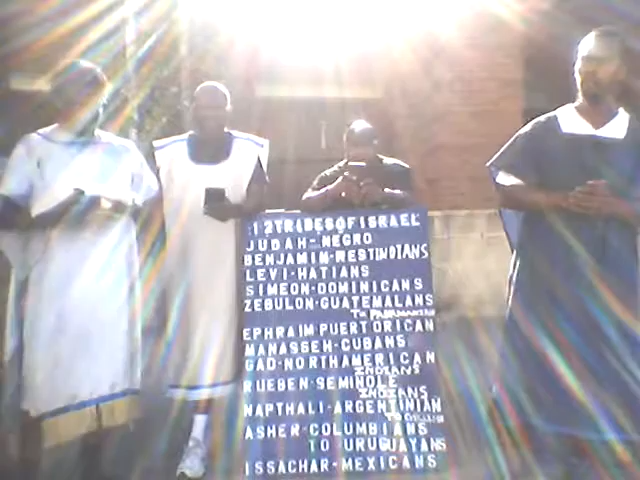 12TRIBESOFISRAEL
JUDAH-NEGRO
BENJAMIN-WESTINDIANS
LEVI-HATIANS
SIMEON-DOMINICANS
ZEBULON-GUATEMALANS
TO PANAMANIAN
EPHRAIM PUERTORICAN
MANASSEH-CUBANS
GAD-NORTHAMERICAN
INDIANS
RUEBEN-SEMINOLE
INDIANS
NAPTHALI-ARGENTINIAN
TO CHILEANS
ASHER-COLUMBIANS
TO URUGUAYANS
ISSACHAR-MEXICANS